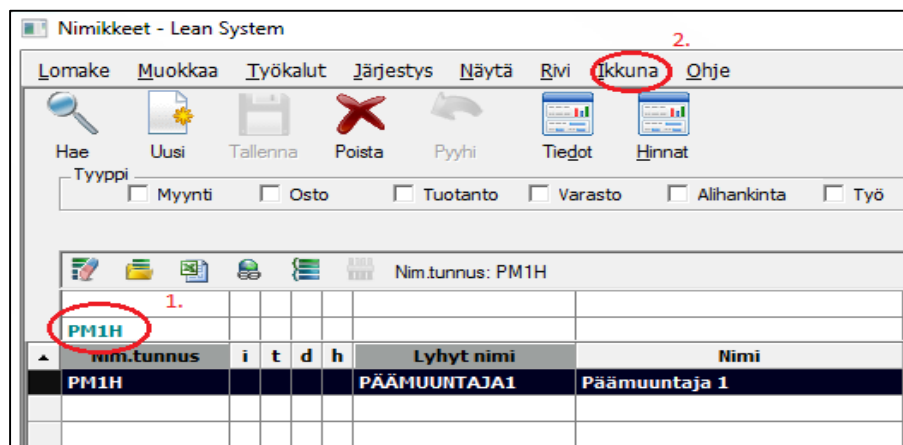 Nimikkeet - Lean System
2.
Lomake Muokkaa Työkalut Järjestys Näytä Rivi Ikkuna Ohje
Hae Uusi Tallenna Poista Pyyhi Tiedot Hinnat
Tyyppi
Myynti Osto Tuotanto Varasto Alihankinta Työ
Nim.tunnus: PM1H
1.
PM1H
Nim.tunnus i t d h Lyhyt nimi Nimi
PM1H PÄÄMUUNTAJA1 Päämuuntaja 1